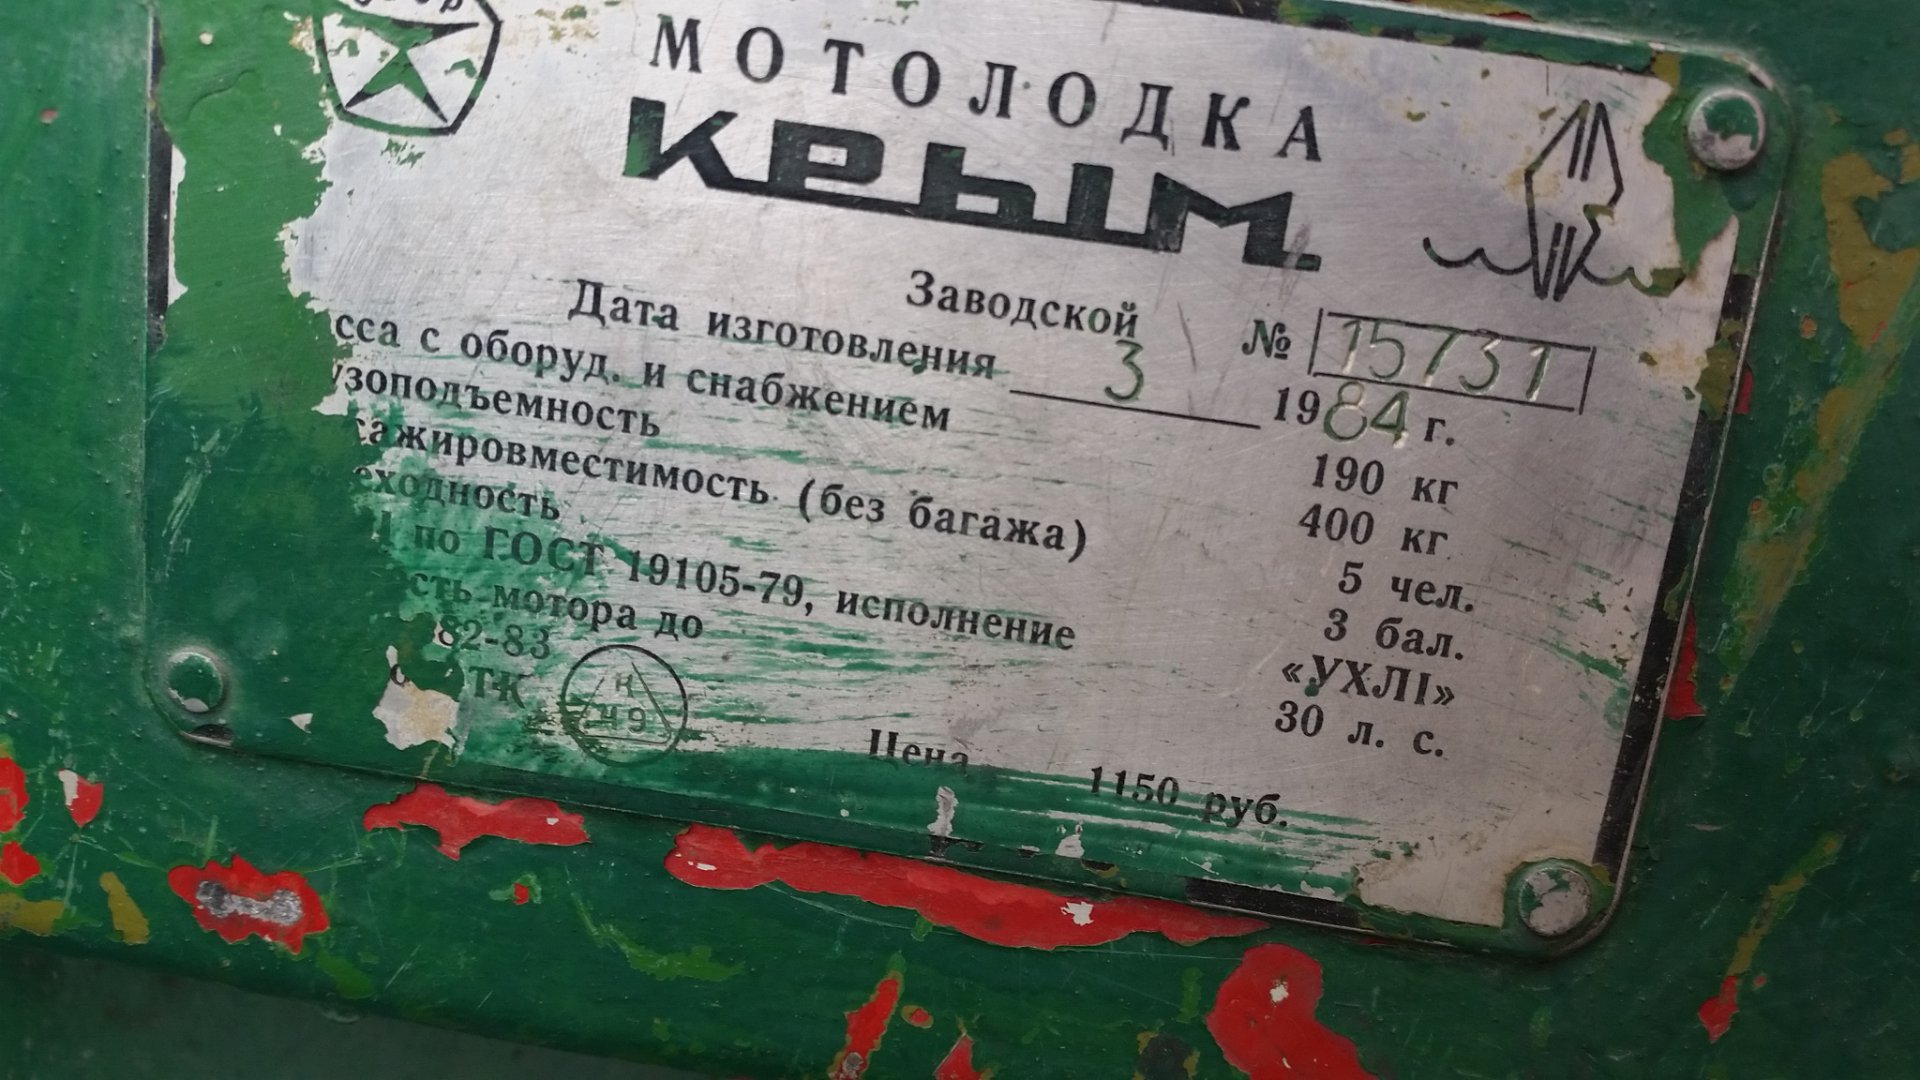 МОТОЛОДКА
КРЫМ
Заводской № 15731
Дата изготовления 3 1984 г.
сса с оборуд. и снабжением 190 кг
узоподъемность 400 кг
сажировместимость (без багажа) 5 чел.
еходность 3 бал.
по ГОСТ 19105-79, исполнение «УХЛI»
сть мотора до 30 л. с.
82-83
Цена 1150 руб.